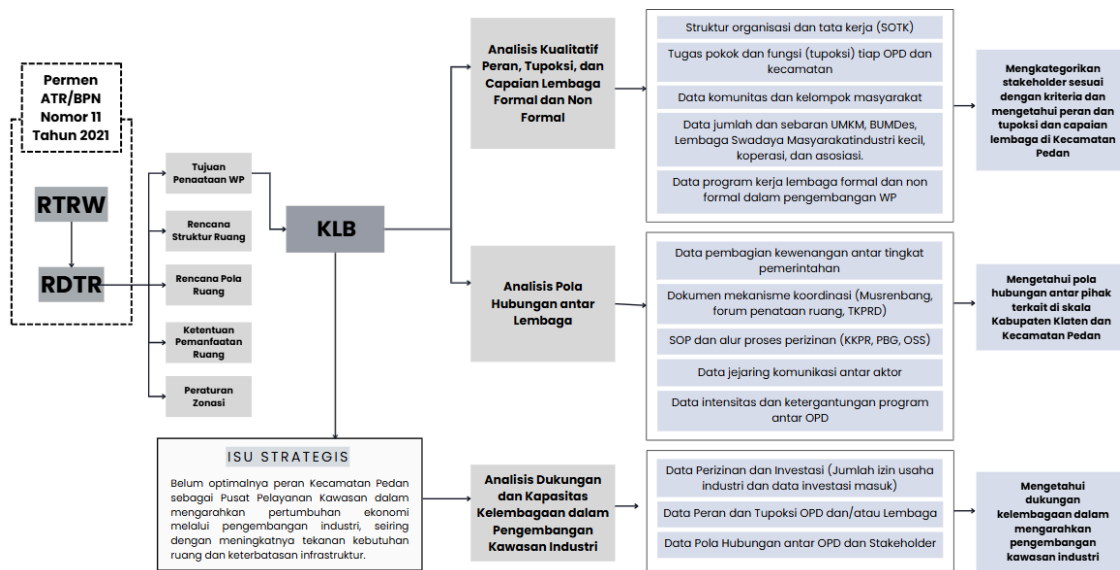 Permen
ATR/BPN
Nomor 11
Tahun 2021
RTRW
RDTR
Tujuan
Penaataan WP
Rencana
Struktur Ruang
Rencana Pola
Ruang
Ketentuan
Pemanfaatan
Ruang
Peraturan
Zonasi
KLB
ISU STRATEGIS
Belum optimalnya peran Kecamatan Pedan
sebagai Pusat Pelayanan Kawasan dalam
mengarahkan pertumbuhan ekonomi
melalui pengembangan industri, seiring
dengan meningkatnya tekanan kebutuhan
ruang dan keterbatasan infrastruktur.
Analisis Kualitatif
Peran, Tupoksi, dan
Capaian Lembaga
Formal dan Non
Formal
Struktur organisasi dan tata kerja (SOTK)
Tugas pokok dan fungsi (tupoksi) tiap OPD dan
kecamatan
Data komunitas dan kelompok masyarakat
Data jumlah dan sebaran UMKM, BUMDes,
Lembaga Swadaya Masyarakatindustri kecil,
koperasi, dan asosiasi.
Data program kerja lembaga formal dan non
formal dalam pengembangan WP
Mengkategorikan
stakeholder sesuai
dengan kriteria dan
mengetahui peran dan
tupoksi dan capaian
lembaga di Kecamatan
Pedan
Analisis Pola
Hubungan antar
Lembaga
Data pembagian kewenangan antar tingkat
pemerintahan
Dokumen mekanisme koordinasi (Musrenbang,
forum penataan ruang, TKPRD)
SOP dan alur proses perizinan (KKPR, PBG, OSS)
Data jejaring komunikasi antar aktor
Data intensitas dan ketergantungan program
antar OPD
Mengetahui pola
hubungan antar pihak
terkait di skala
Kabupaten Klaten dan
Kecamatan Pedan
Analisis Dukungan
dan Kapasitas
Kelembagaan dalam
Pengembangan
Kawasan Industri
Data Perizinan dan Investasi (Jumlah izin usaha
industri dan data investasi masuk)
Data Peran dan Tupoksi OPD dan/atau Lembaga
Data Pola Hubungan antar OPD dan Stakeholder
Mengetahui
dukungan
kelembagaan dalam
mengarahkan
pengembangan
kawasan industri